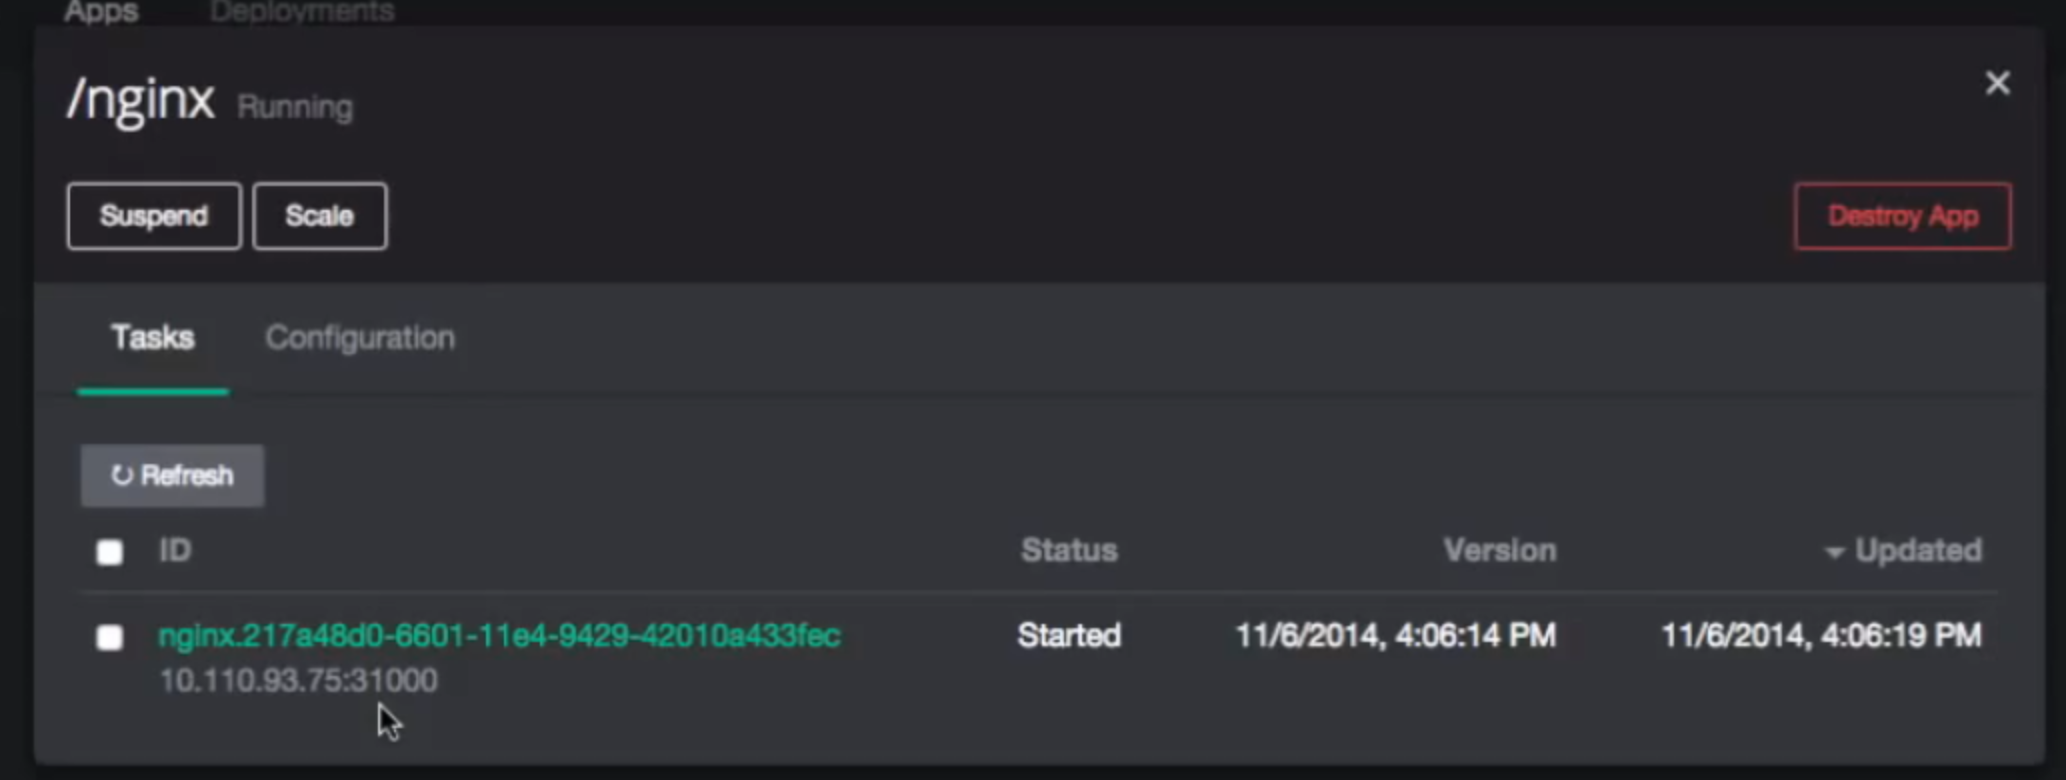 Apps Deployments
/nginx Running
×
Suspend Scale Destroy App
Tasks Configuration
↻ Refresh
ID Status Version Updated
nginx.217a48d0-6601-11e4-9429-42010a433fec Started 11/6/2014, 4:06:14 PM 11/6/2014, 4:06:19 PM
10.110.93.75:31000